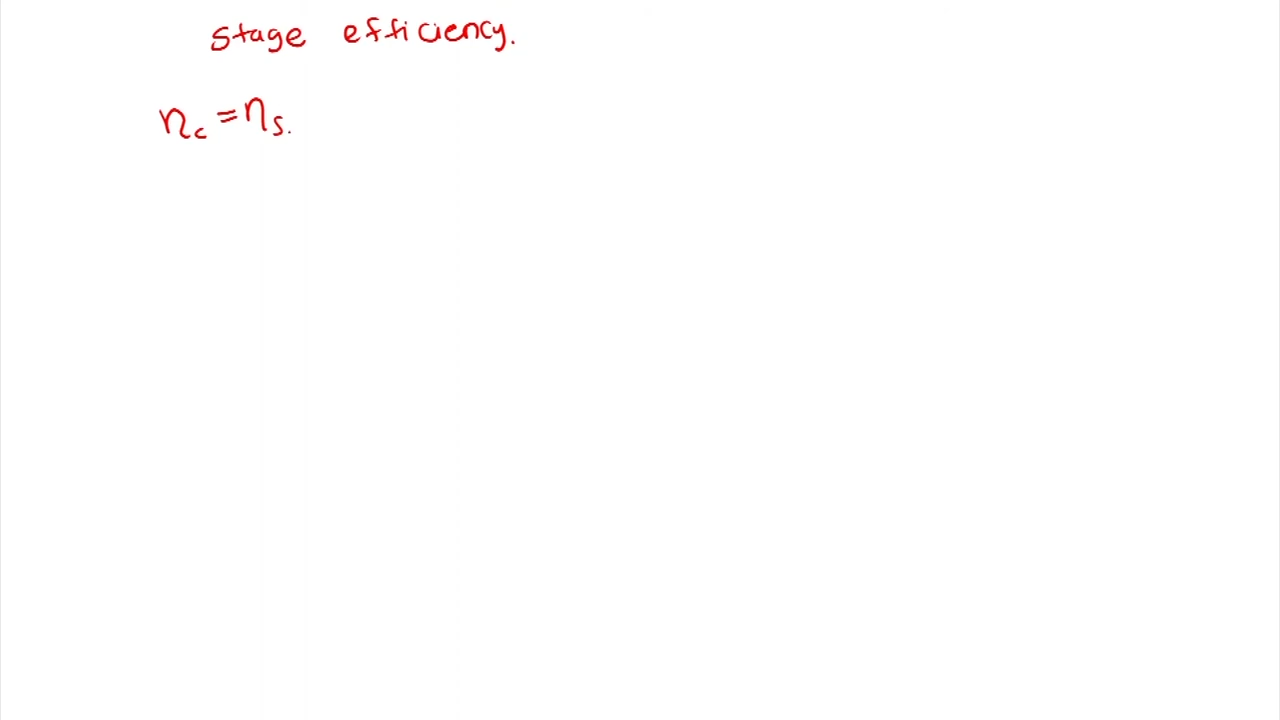 stage efficiency.
ηc = ηs.